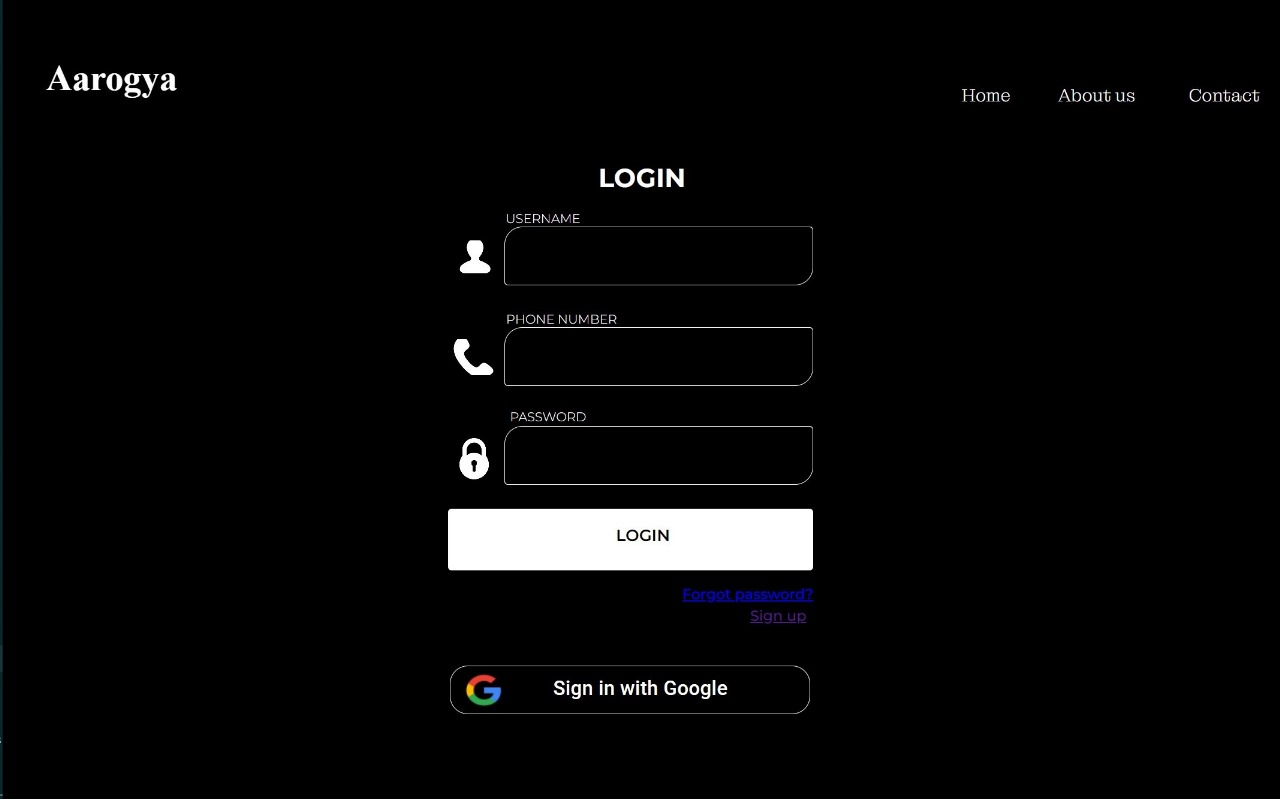 Aarogya
Home About us Contact
LOGIN
USERNAME
PHONE NUMBER
PASSWORD
LOGIN
Forgot password?
Sign up
Sign in with Google